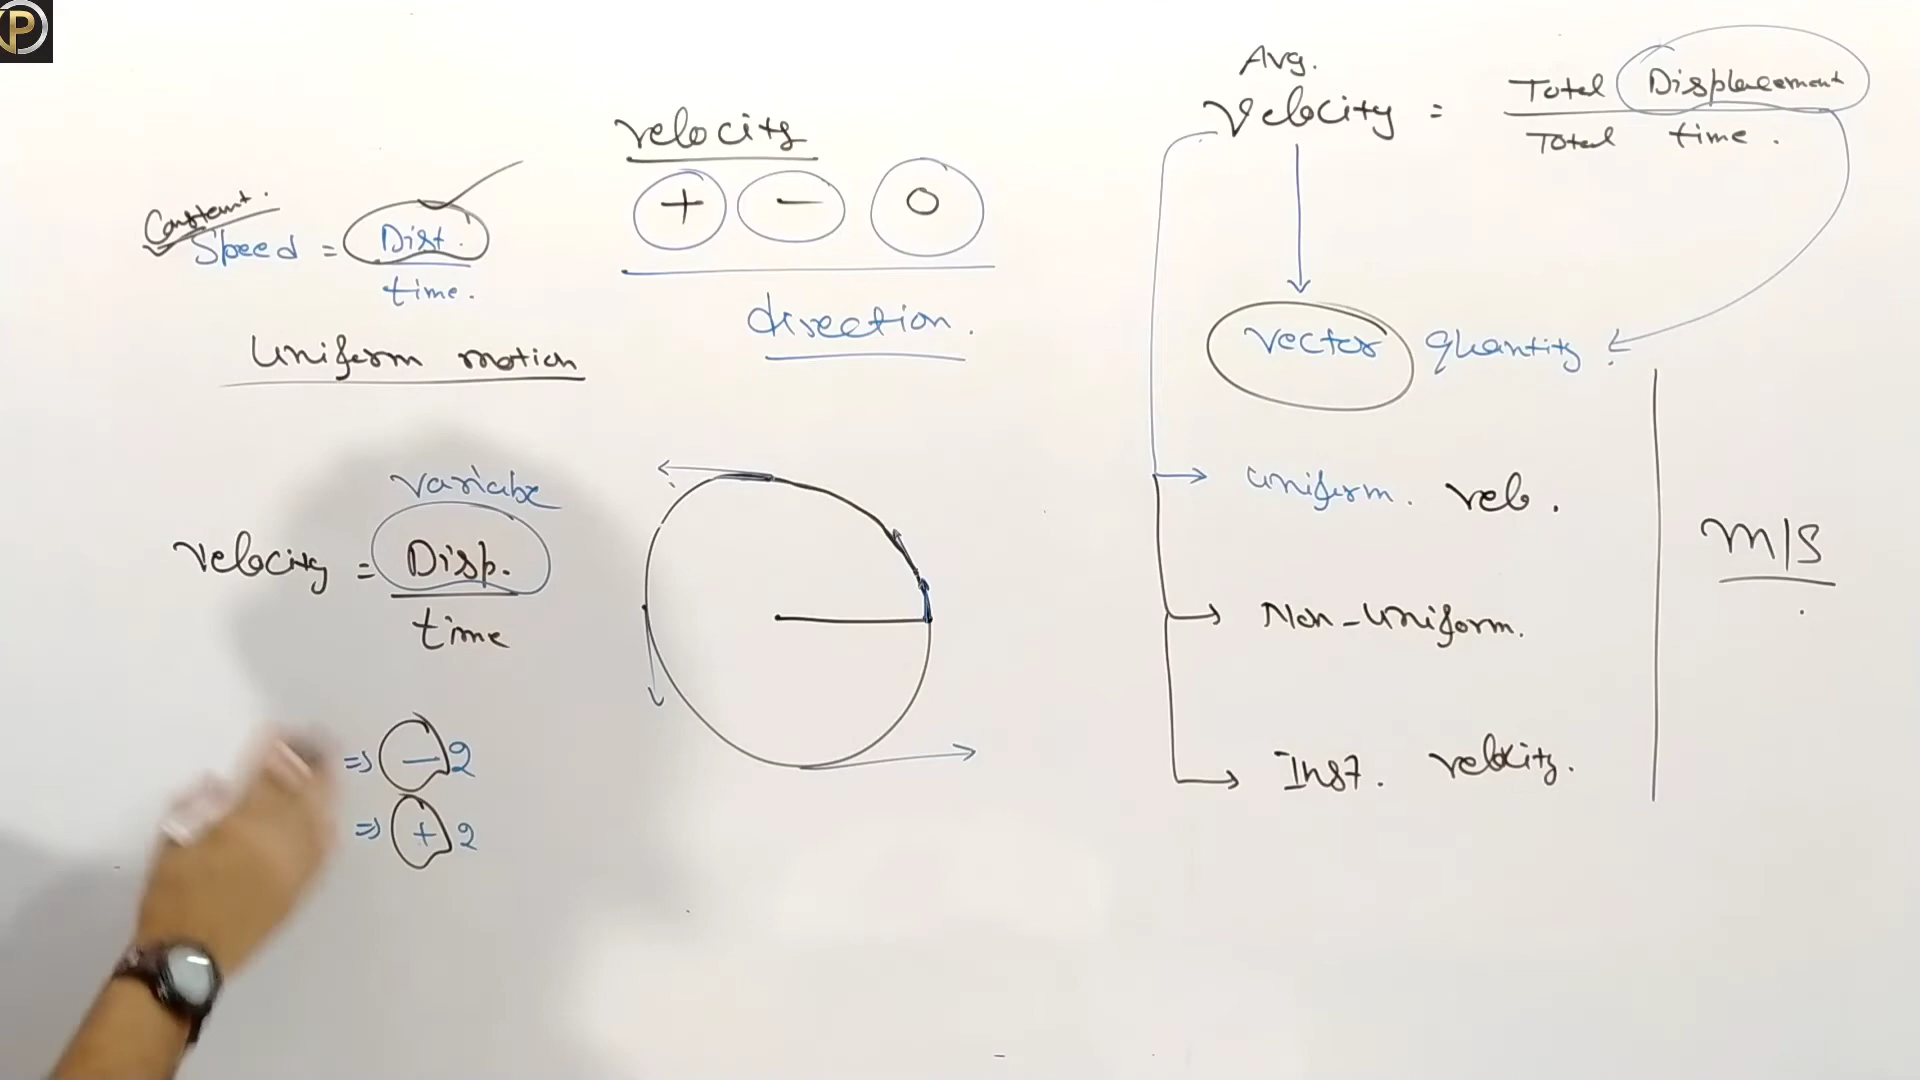 P
velocity
+ - 0
direction.
Constant.
Speed = Dist.
time.
Uniform motion
variabe
velocity = Disp.
time
⇒ - 2
⇒ + 2
Avg.
Velocity = Total Displacement
Total time.
Vector quantity
uniform. vel.
Non-uniform.
Inst. velocity.
M/S